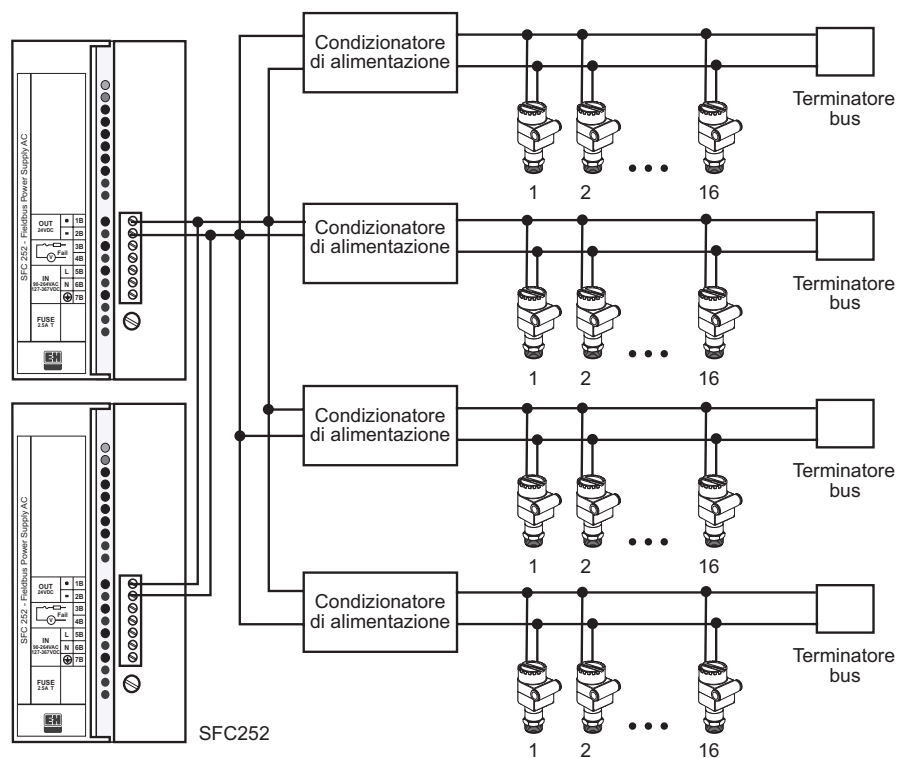 SFC 252 - Fieldbus Power Supply AC
OUT
24VDC
1B
2B
3B
Fail
V
4B
IN
90-264VAC
127-367VDC
L
5B
N
6B
7B
FUSE
2.5A T
E+H
SFC 252 - Fieldbus Power Supply AC
OUT
24VDC
1B
2B
3B
Fail
V
4B
IN
90-264VAC
127-367VDC
L
5B
N
6B
7B
FUSE
2.5A T
E+H
SFC252
Condizionatore
di alimentazione
1
2
16
Terminatore
bus
Condizionatore
di alimentazione
1
2
16
Terminatore
bus
Condizionatore
di alimentazione
1
2
16
Terminatore
bus
Condizionatore
di alimentazione
1
2
16
Terminatore
bus